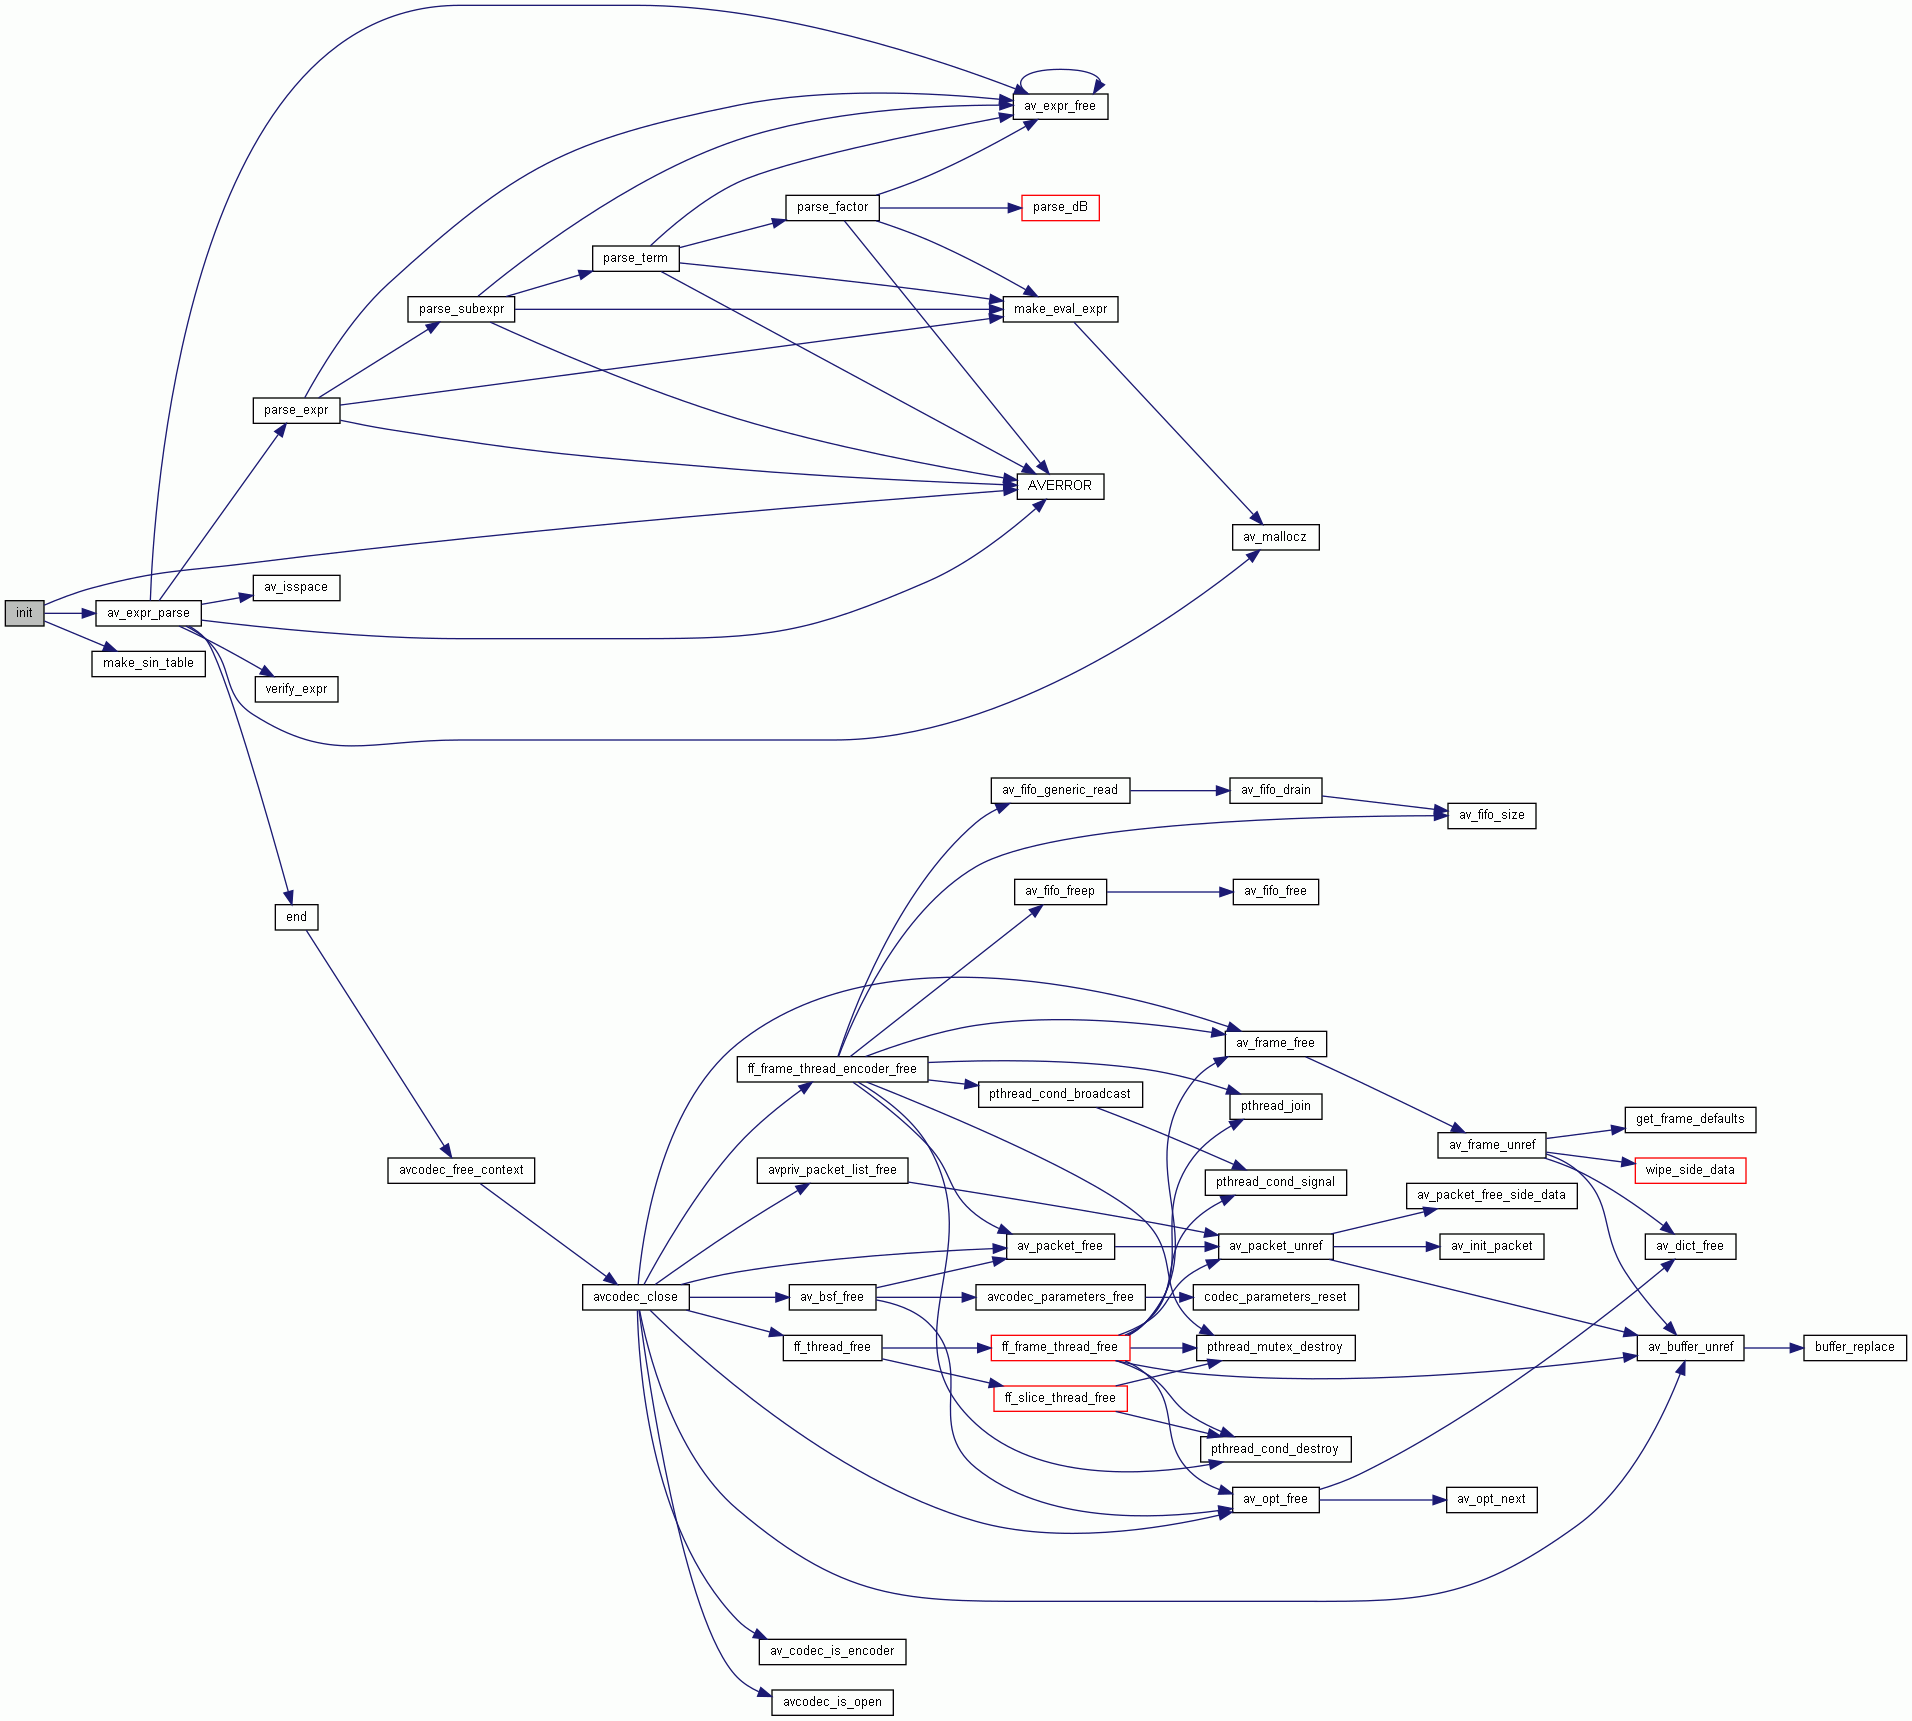 av_expr_free
parse_factor
parse_dB
parse_term
parse_subexpr
make_eval_expr
parse_expr
AVERROR
av_mallocz
av_isspace
init
av_expr_parse
make_sin_table
verify_expr
av_fifo_generic_read
av_fifo_drain
av_fifo_size
av_fifo_freep
av_fifo_free
end
av_frame_free
ff_frame_thread_encoder_free
pthread_cond_broadcast
pthread_join
get_frame_defaults
av_frame_unref
avcodec_free_context
avpriv_packet_list_free
wipe_side_data
pthread_cond_signal
av_packet_free_side_data
av_packet_free
av_packet_unref
av_init_packet
av_dict_free
avcodec_close
av_bsf_free
avcodec_parameters_free
codec_parameters_reset
ff_thread_free
ff_frame_thread_free
pthread_mutex_destroy
av_buffer_unref
buffer_replace
ff_slice_thread_free
pthread_cond_destroy
av_opt_free
av_opt_next
av_codec_is_encoder
avcodec_is_open